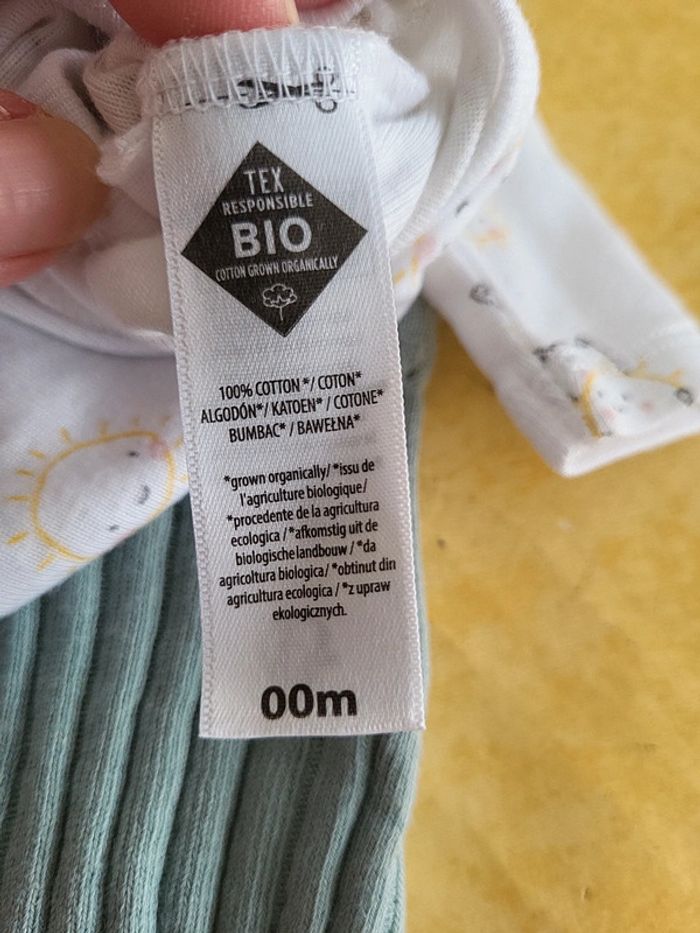 TEX
RESPONSIBLE
BIO
COTTON GROWN ORGANICALLY
100% COTTON */ COTON*
ALGODÓN*/ KATOEN* / COTONE*
BUMBAC* / BAWEŁNA*
*grown organically/ *issu de
l'agriculture biologique/
*procedente de la agricultura
ecologica / *afkomstig uit de
biologische landbouw / *da
agricoltura biologica/ *obtinut din
agricultura ecologica / *z upraw
ekologicznych.
00m